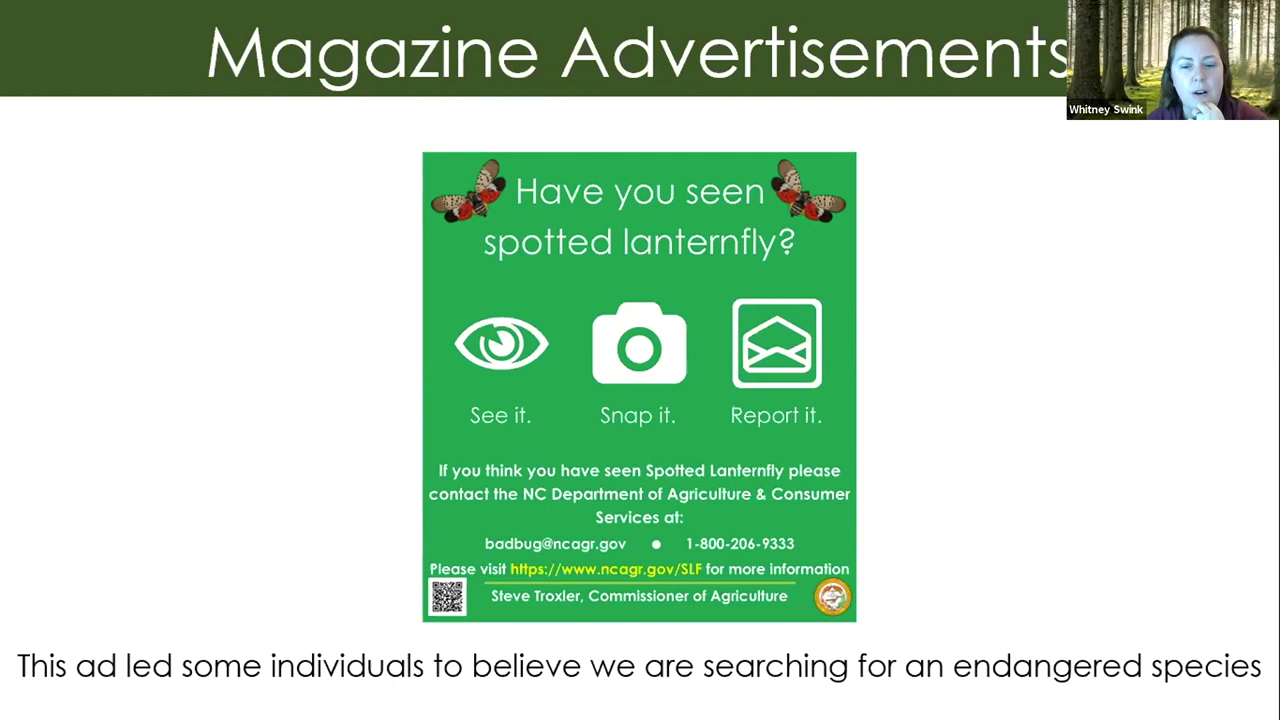 Magazine Advertisements
Whitney Swink
Have you seen
spotted lanternfly?
See it.
Snap it.
Report it.
If you think you have seen Spotted Lanternfly please
contact the NC Department of Agriculture & Consumer
Services at:
badbug@ncagr.gov ● 1-800-206-9333
Please visit https://www.ncagr.gov/SLF for more information
Steve Troxler, Commissioner of Agriculture
This ad led some individuals to believe we are searching for an endangered species